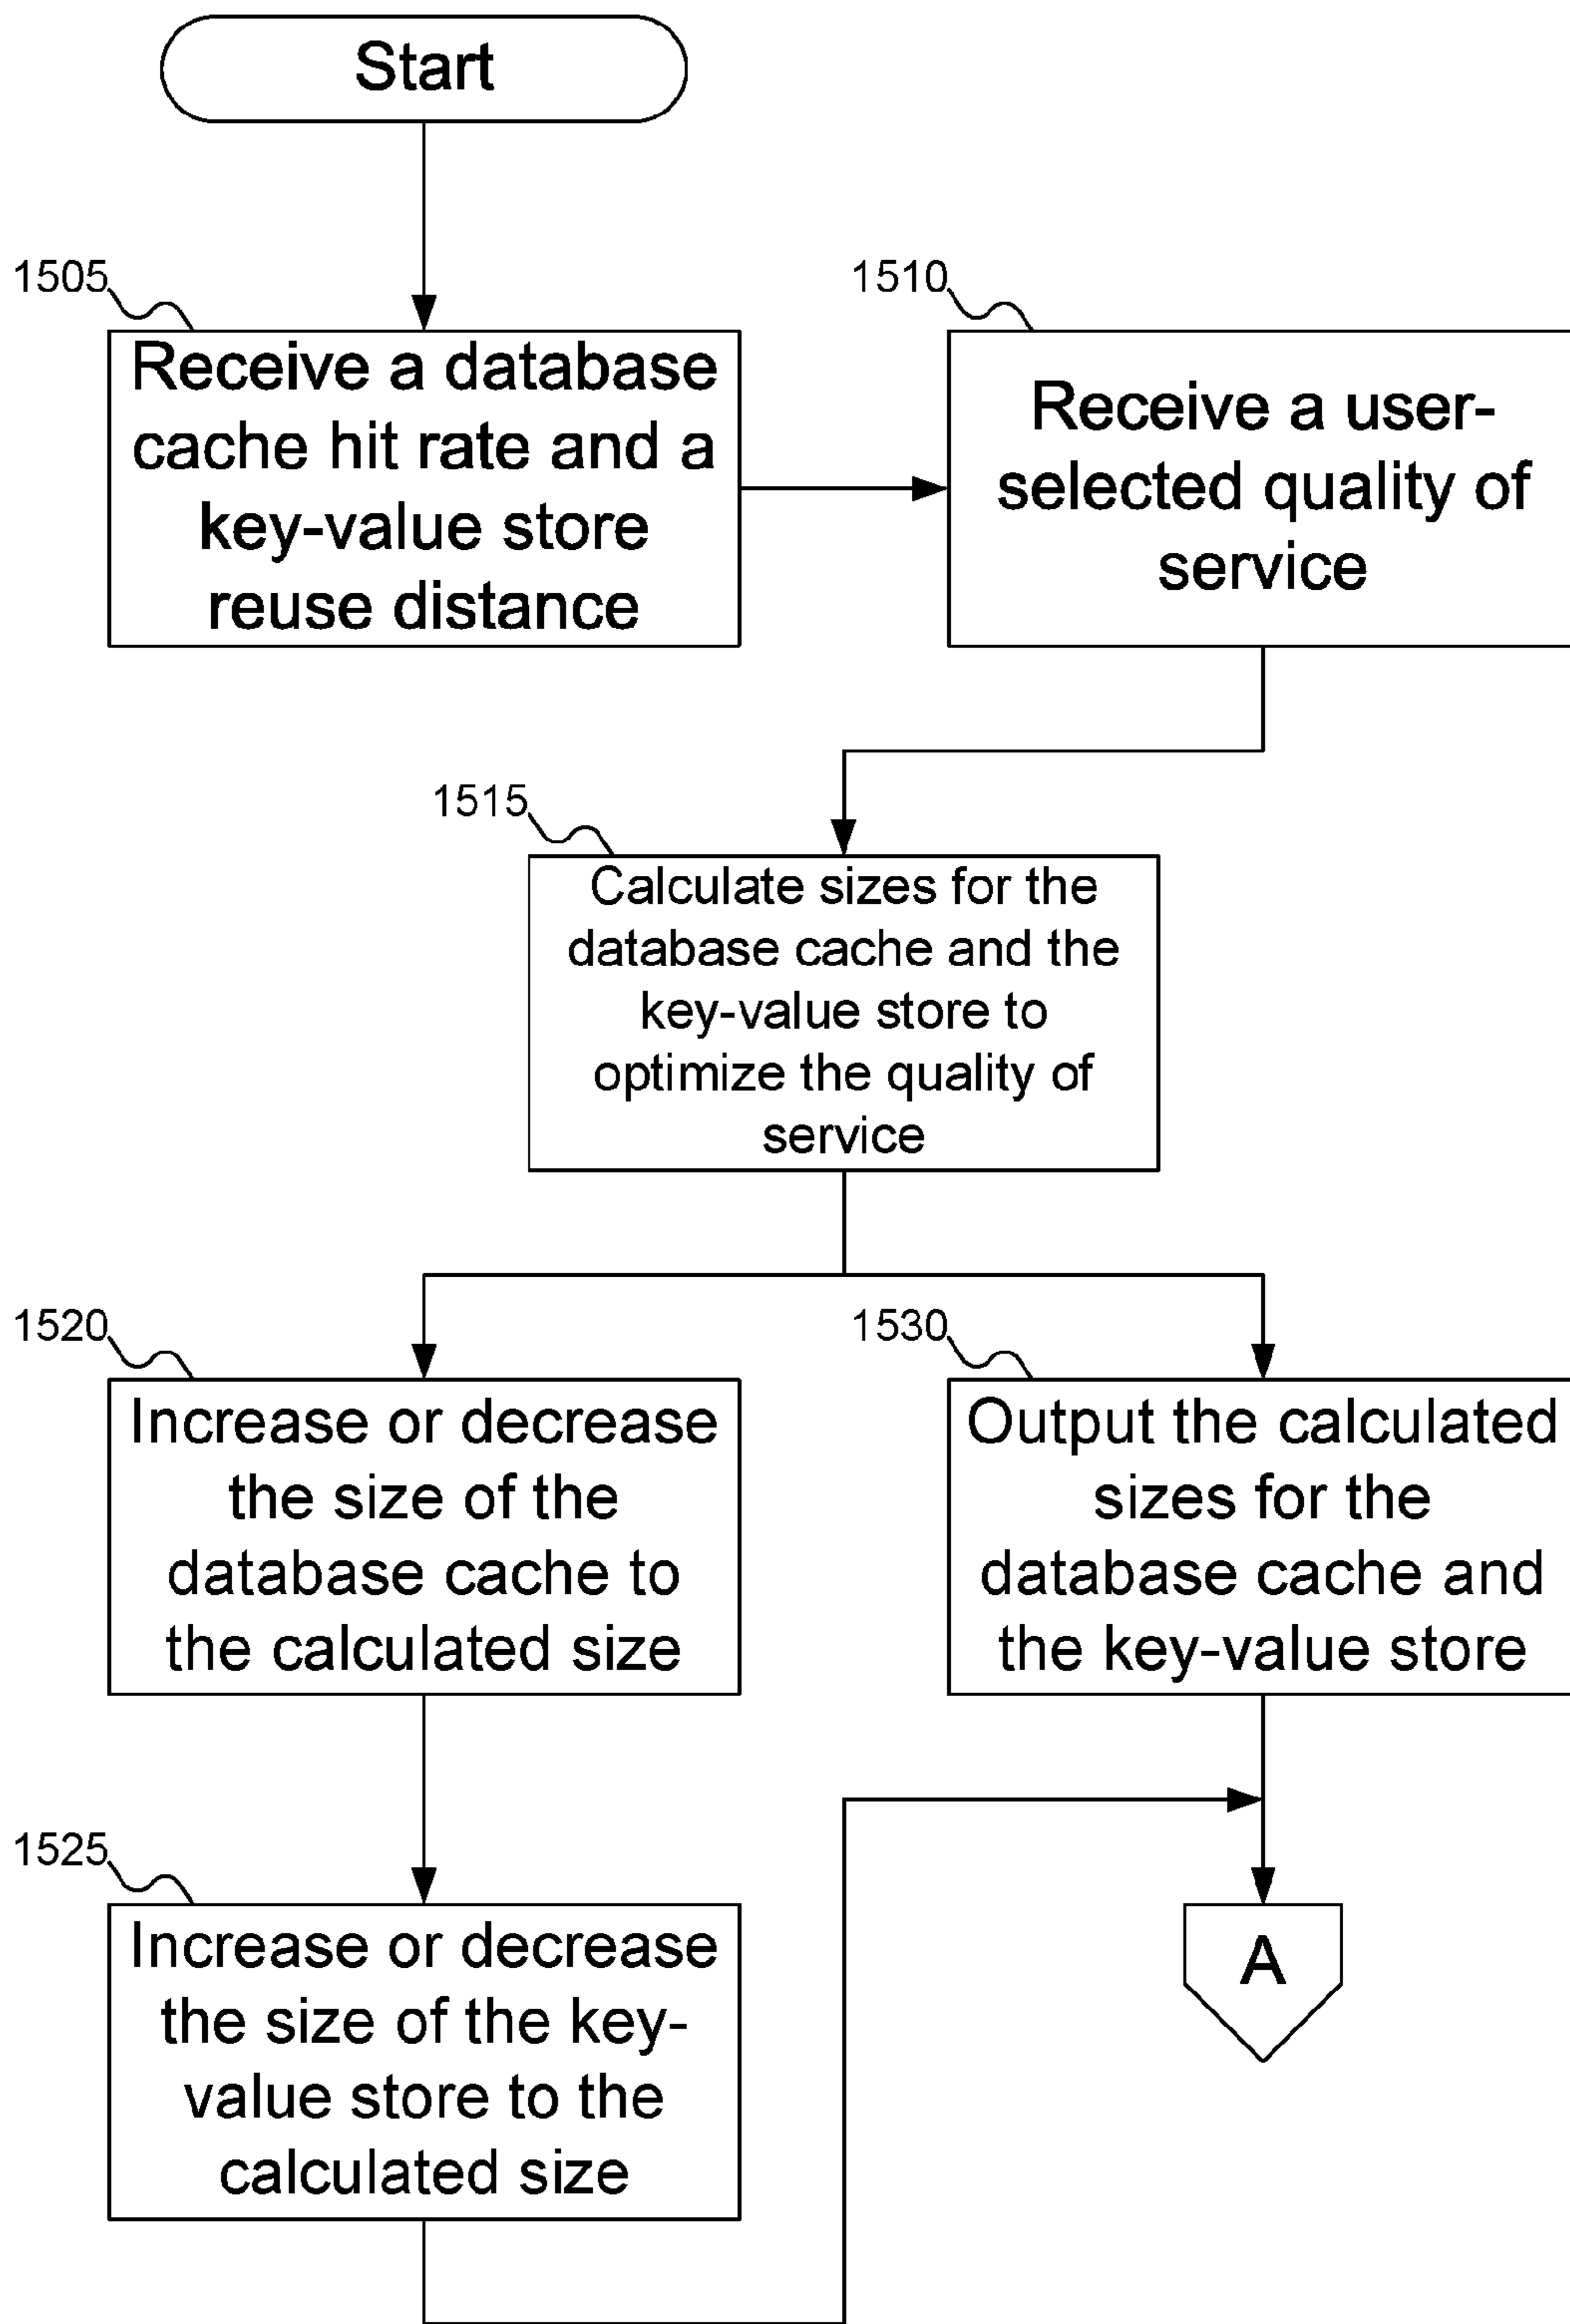 Start
1505
Receive a database
cache hit rate and a
key-value store
reuse distance
1510
Receive a user-
selected quality of
service
1515
Calculate sizes for the
database cache and the
key-value store to
optimize the quality of
service
1520
Increase or decrease
the size of the
database cache to
the calculated size
1530
Output the calculated
sizes for the
database cache and
the key-value store
1525
Increase or decrease
the size of the key-
value store to the
calculated size
A